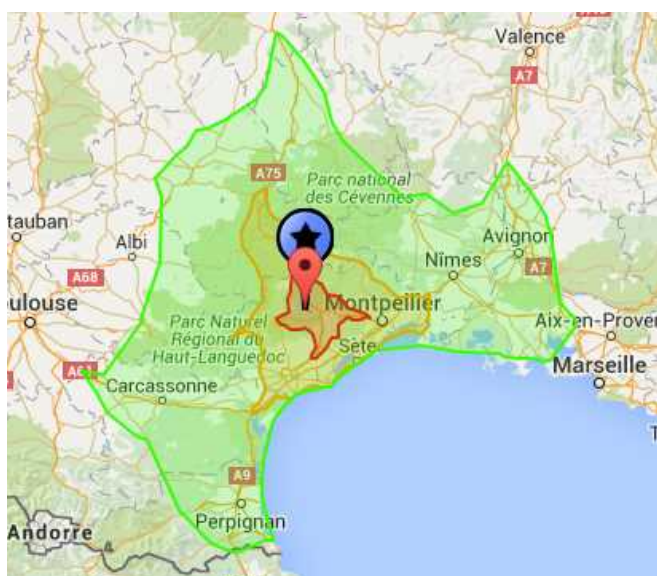 Valence
A7
A75
Parc national
des Cévennes
tauban
Albi
Avignon
Nîmes
A7
A68
oulouse
Montpellier
Parc Naturel
Régional du
Haut-Languedoc
Aix-en-Prover
Sète
Marseille
A61
Carcassonne
A9
Perpignan
Andorre